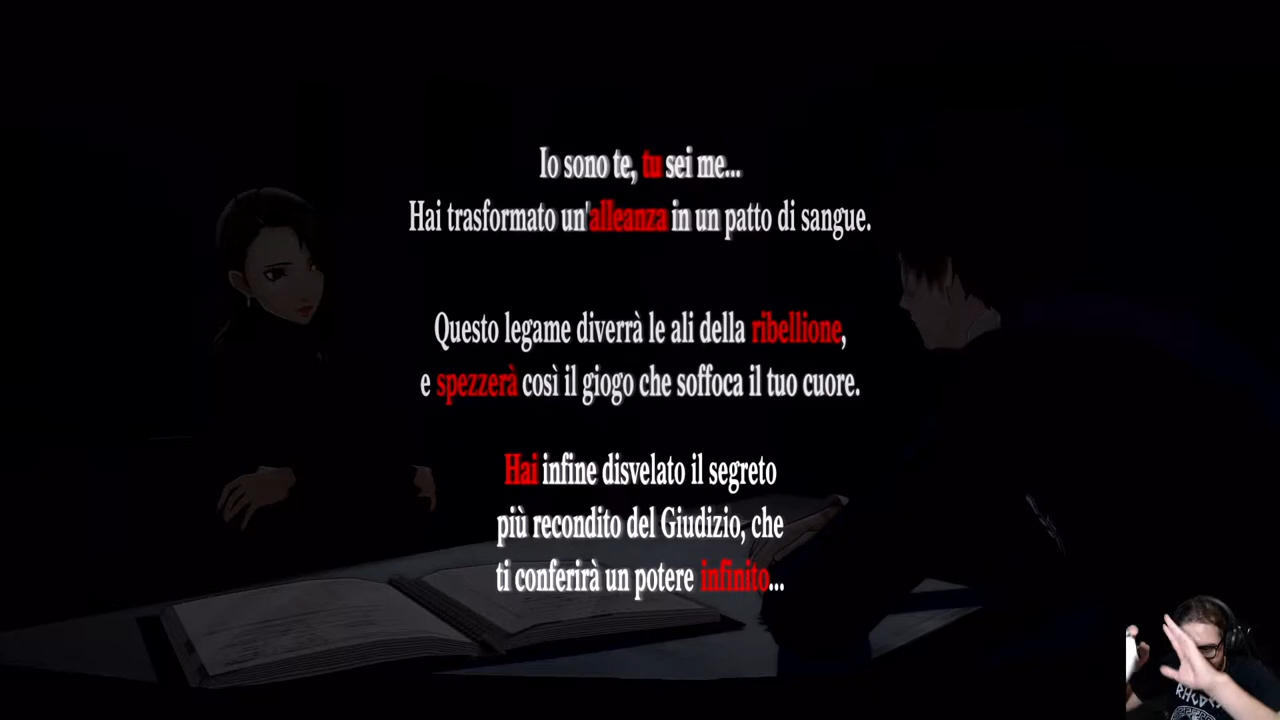 Io sono te, tu sei me...
Hai trasformato un'alleanza in un patto di sangue.
Questo legame diverrà le ali della ribellione,
e spezzerà così il giogo che soffoca il tuo cuore.
Hai infine disvelato il segreto
più recondito del Giudizio, che
ti conferirà un potere infinito...